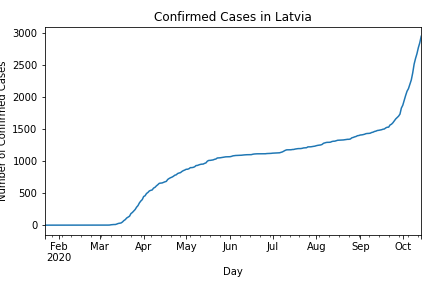 Confirmed Cases in Latvia
Number of Confirmed Cases
3000
2500
2000
1500
1000
500
0
Feb Mar Apr May Jun Jul Aug Sep Oct
2020
Day